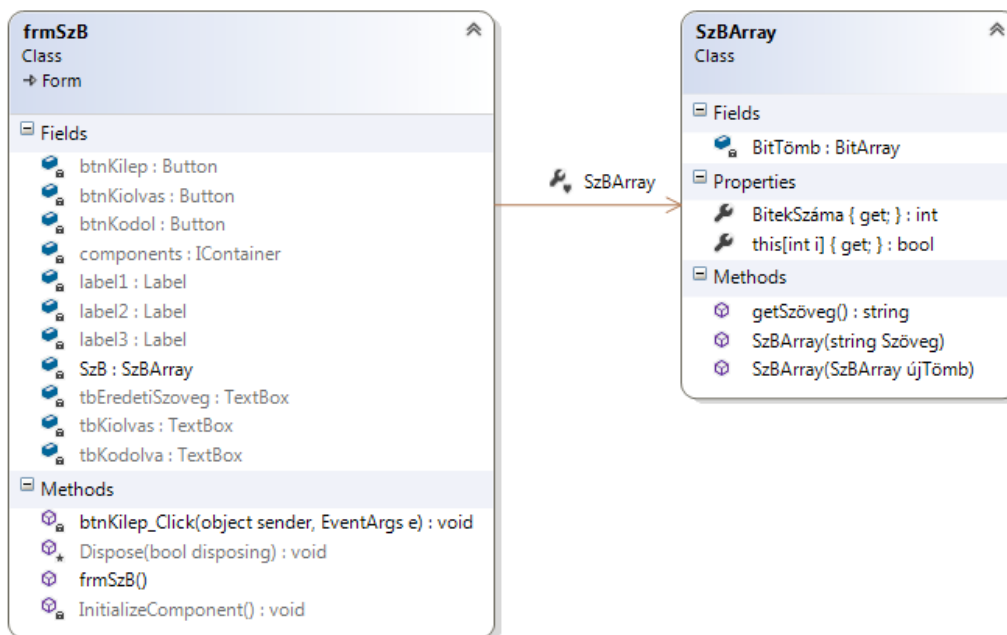 frmSzB
Class
Form
Fields
btnKilep : Button
btnKiolvas : Button
btnKodol : Button
components : IContainer
label1 : Label
label2 : Label
label3 : Label
SzB : SzBArray
tbEredetiSzoveg : TextBox
tbKiolvas : TextBox
tbKodolva : TextBox
Methods
btnKilep_Click(object sender, EventArgs e) : void
Dispose(bool disposing) : void
frmSzB()
InitializeComponent() : void
SzBArray
SzBArray
Class
Fields
BitTömb : BitArray
Properties
BitekSzáma { get; } : int
this[int i] { get; } : bool
Methods
getSzöveg() : string
SzBArray(string Szöveg)
SzBArray(SzBArray újTömb)